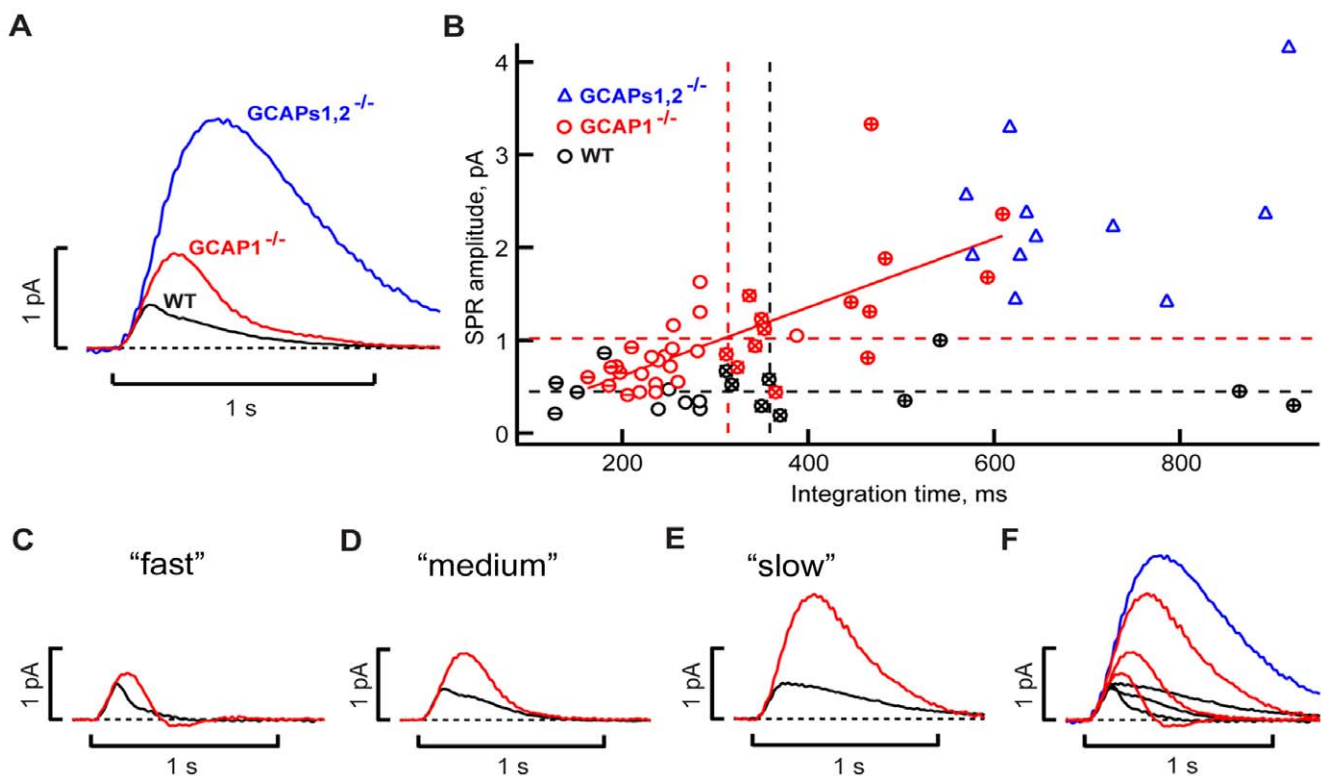 A
GCAPs1,2-/-
GCAP1-/-
WT
1 pA
1 s
B
GCAPs1,2-/-
GCAP1-/-
WT
SPR amplitude, pA
4
3
2
1
0
200 400 600 800
Integration time, ms
C
"fast"
1 pA
1 s
D
"medium"
1 pA
1 s
E
"slow"
1 pA
1 s
F
1 pA
1 s